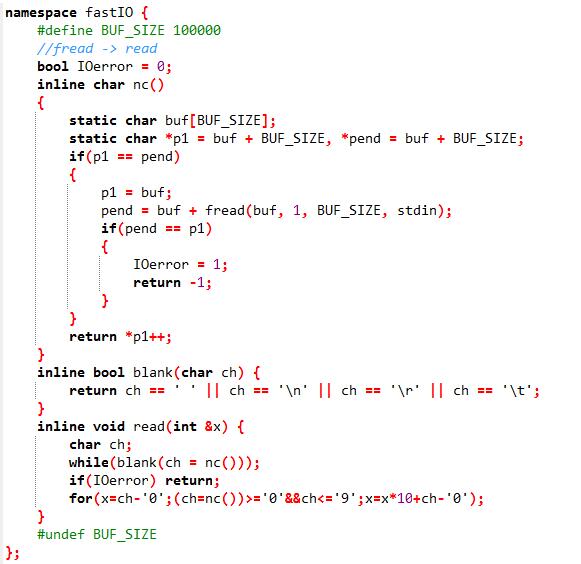 namespace fastIO {
#define BUF_SIZE 100000
//fread -> read
bool IOerror = 0;
inline char nc()
{
static char buf[BUF_SIZE];
static char *p1 = buf + BUF_SIZE, *pend = buf + BUF_SIZE;
if(p1 == pend)
{
p1 = buf;
pend = buf + fread(buf, 1, BUF_SIZE, stdin);
if(pend == p1)
{
IOerror = 1;
return -1;
}
}
return *p1++;
}
inline bool blank(char ch) {
return ch == ' ' || ch == '\n' || ch == '\r' || ch == '\t';
}
inline void read(int &x) {
char ch;
while(blank(ch = nc()));
if(IOerror) return;
for(x=ch-'0';(ch=nc())>='0'&&ch<='9';x=x*10+ch-'0');
}
#undef BUF_SIZE
};